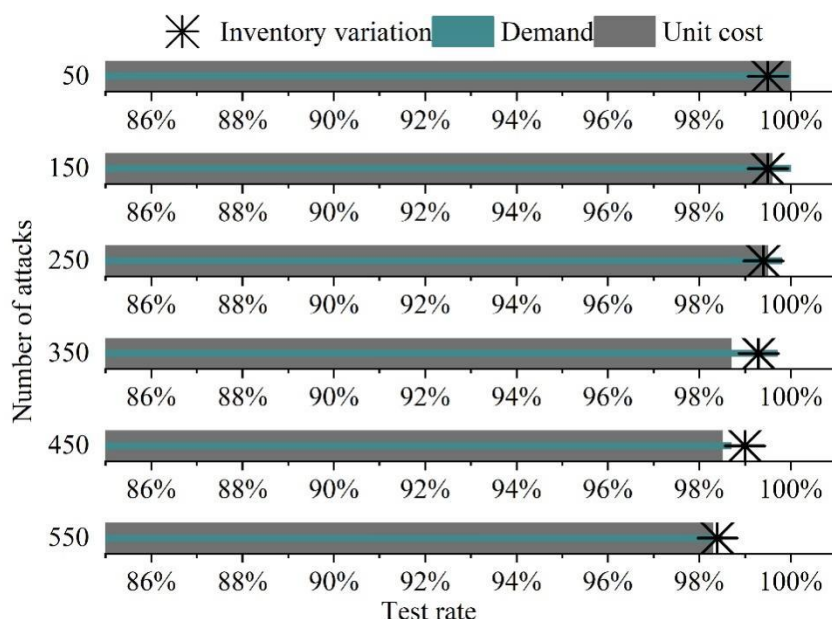 Inventory variation Demand Unit cost
50
86% 88% 90% 92% 94% 96% 98% 100%
150
86% 88% 90% 92% 94% 96% 98% 100%
250
86% 88% 90% 92% 94% 96% 98% 100%
350
86% 88% 90% 92% 94% 96% 98% 100%
450
86% 88% 90% 92% 94% 96% 98% 100%
550
86% 88% 90% 92% 94% 96% 98% 100%
Number of attacks
Test rate